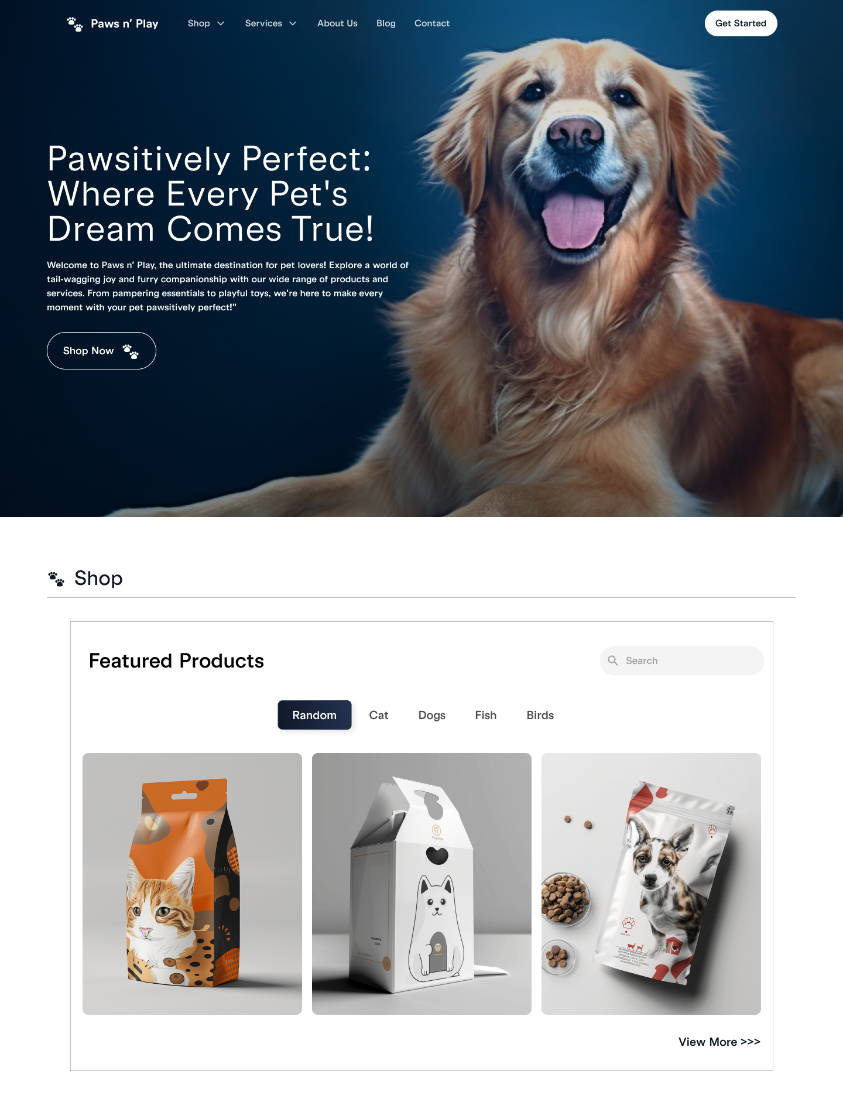 Paws n’ Play
Shop
Services
About Us
Blog
Contact
Get Started
Pawsitively Perfect:
Where Every Pet's
Dream Comes True!
Welcome to Paws n’ Play, the ultimate destination for pet lovers! Explore a world of
tail-wagging joy and furry companionship with our wide range of products and
services. From pampering essentials to playful toys, we’re here to make every
moment with your pet pawsitively perfect!"
Shop Now
Shop
Featured Products
Search
Random
Cat
Dogs
Fish
Birds
View More >>>